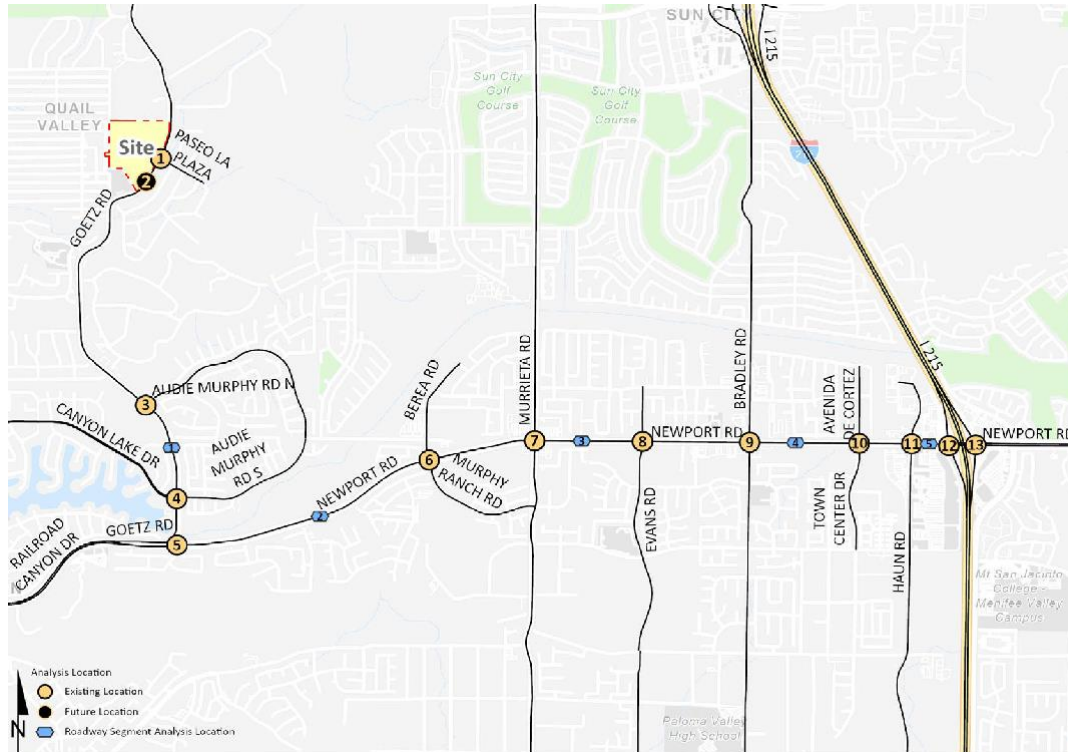 SUN CITY
I 215
Sun City
Golf
Course
Sun City
Golf
Course
QUAIL
VALLEY
Site
1
PASEO LA
PLAZA
2
GOETZ RD
MURRIETA RD
BRADLEY RD
I 215
BEREA RD
AUDIE MURPHY RD N
3
CANYON LAKE DR
1
AUDIE
MURPHY
RD S
4
AVENIDA
DE CORTEZ
NEWPORT RD
NEWPORT RD
7
3
8
9
4
10
11
5
12
13
6
MURPHY
RANCH RD
NEWPORT RD
2
GOETZ RD
5
RAILROAD
CANYON DR
EVANS RD
TOWN
CENTER DR
HAUN RD
Mt San Jacinto
College -
Menifee Valley
Campus
Paloma Valley
High School
Analysis Location
Existing Location
Future Location
Roadway Segment Analysis Location
N